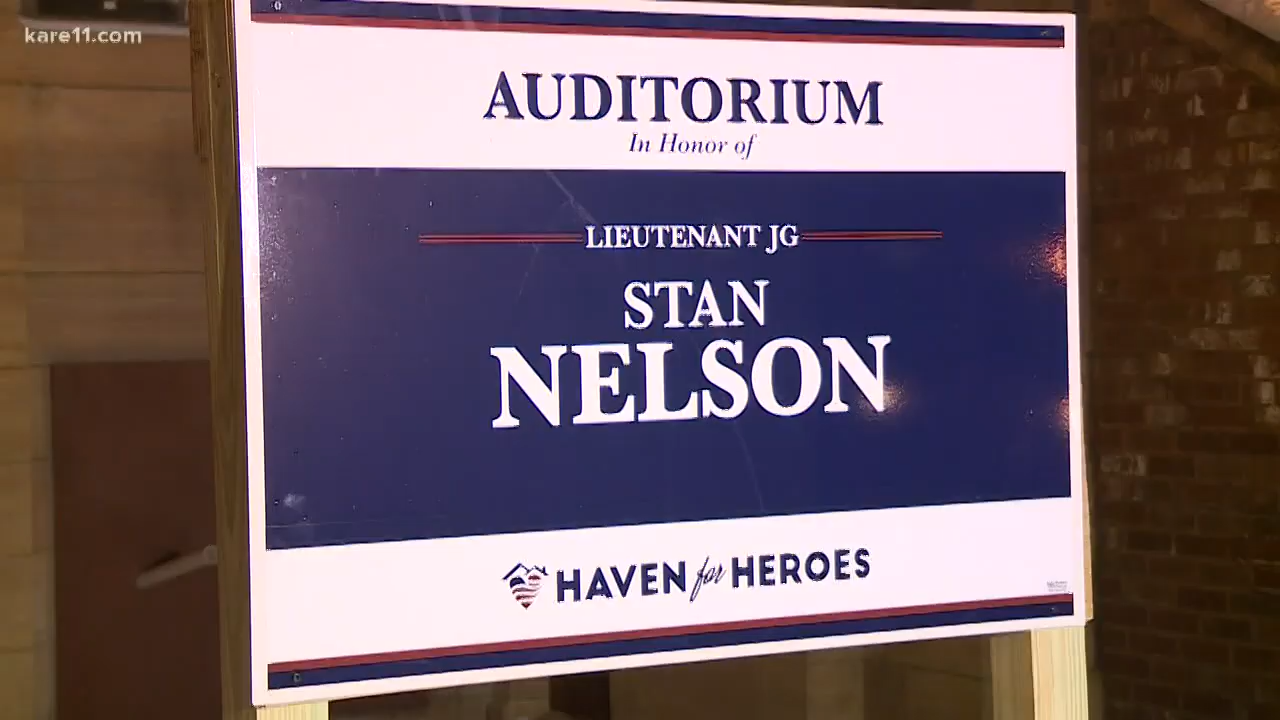 kare11.com
AUDITORIUM
In Honor of
LIEUTENANT JG
STAN
NELSON
HAVEN for HEROES